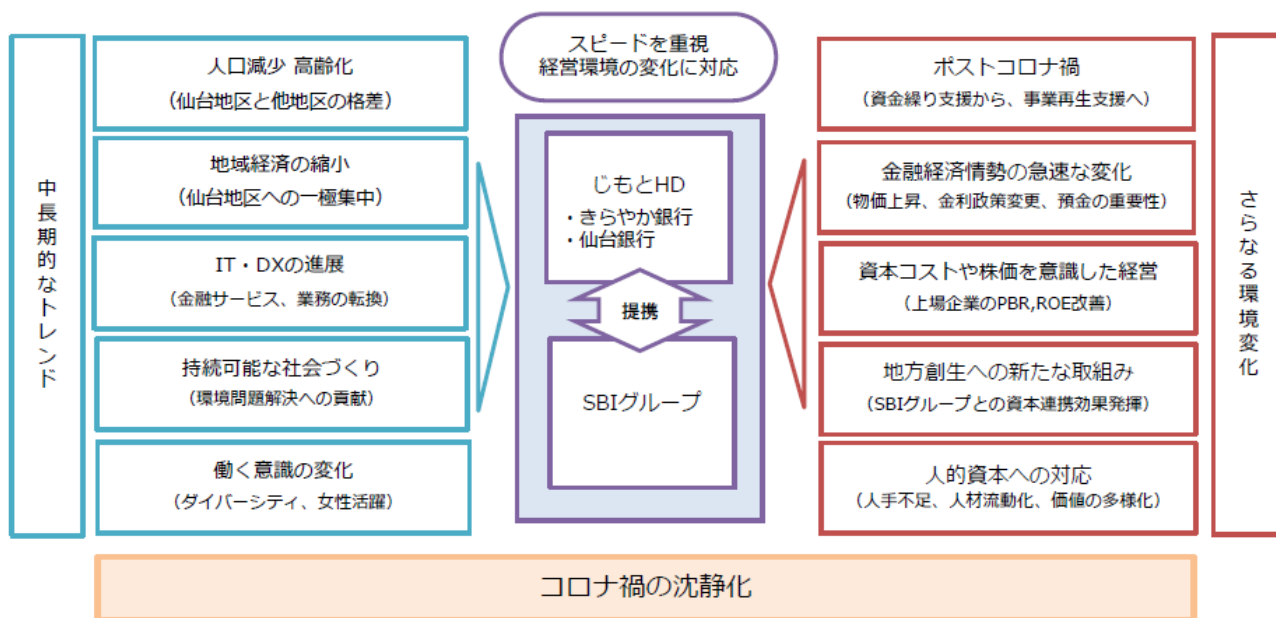 中長期的なトレンド
人口減少 高齢化
（仙台地区と他地区の格差）
地域経済の縮小
（仙台地区への一極集中）
IT・DXの進展
（金融サービス、業務の転換）
持続可能な社会づくり
（環境問題解決への貢献）
働く意識の変化
（ダイバーシティ、女性活躍）
スピードを重視
経営環境の変化に対応
じもとHD
・きらやか銀行
・仙台銀行
提携
SBIグループ
ポストコロナ禍
（資金繰り支援から、事業再生支援へ）
金融経済情勢の急速な変化
（物価上昇、金利政策変更、預金の重要性）
資本コストや株価を意識した経営
（上場企業のPBR,ROE改善）
地方創生への新たな取組み
（SBIグループとの資本連携効果発揮）
人的資本への対応
（人手不足、人材流動化、価値の多様化）
さらなる環境変化
コロナ禍の沈静化